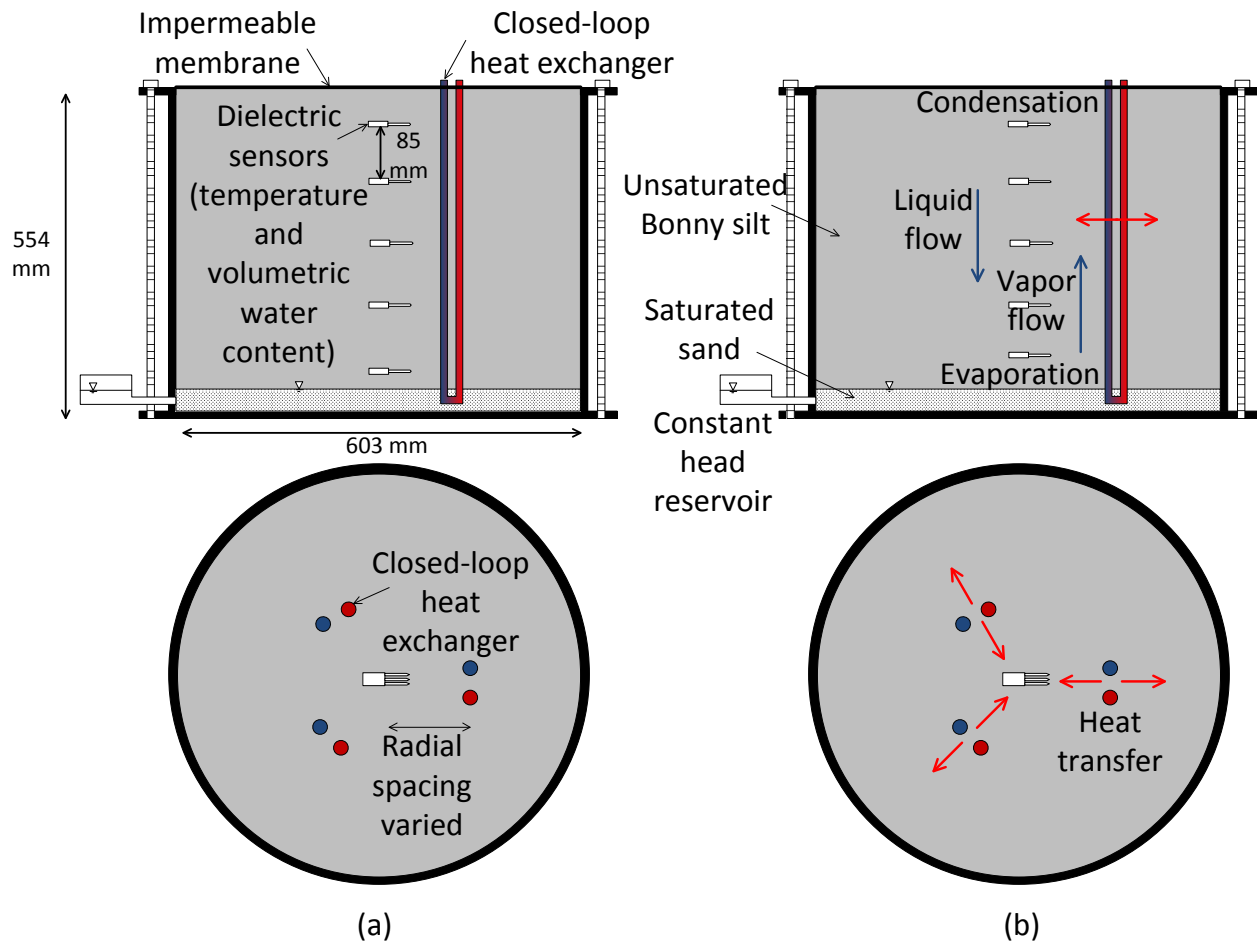 Impermeable
membrane
Closed-loop
heat exchanger
Dielectric
sensors
(temperature
and
volumetric
water
content)
85
mm
554
mm
603 mm
Condensation
Unsaturated
Bonny silt
Liquid
flow
Vapor
flow
Saturated
sand
Evaporation
Constant
head
reservoir
Closed-loop
heat
exchanger
Radial
spacing
varied
Heat
transfer
(a)
(b)